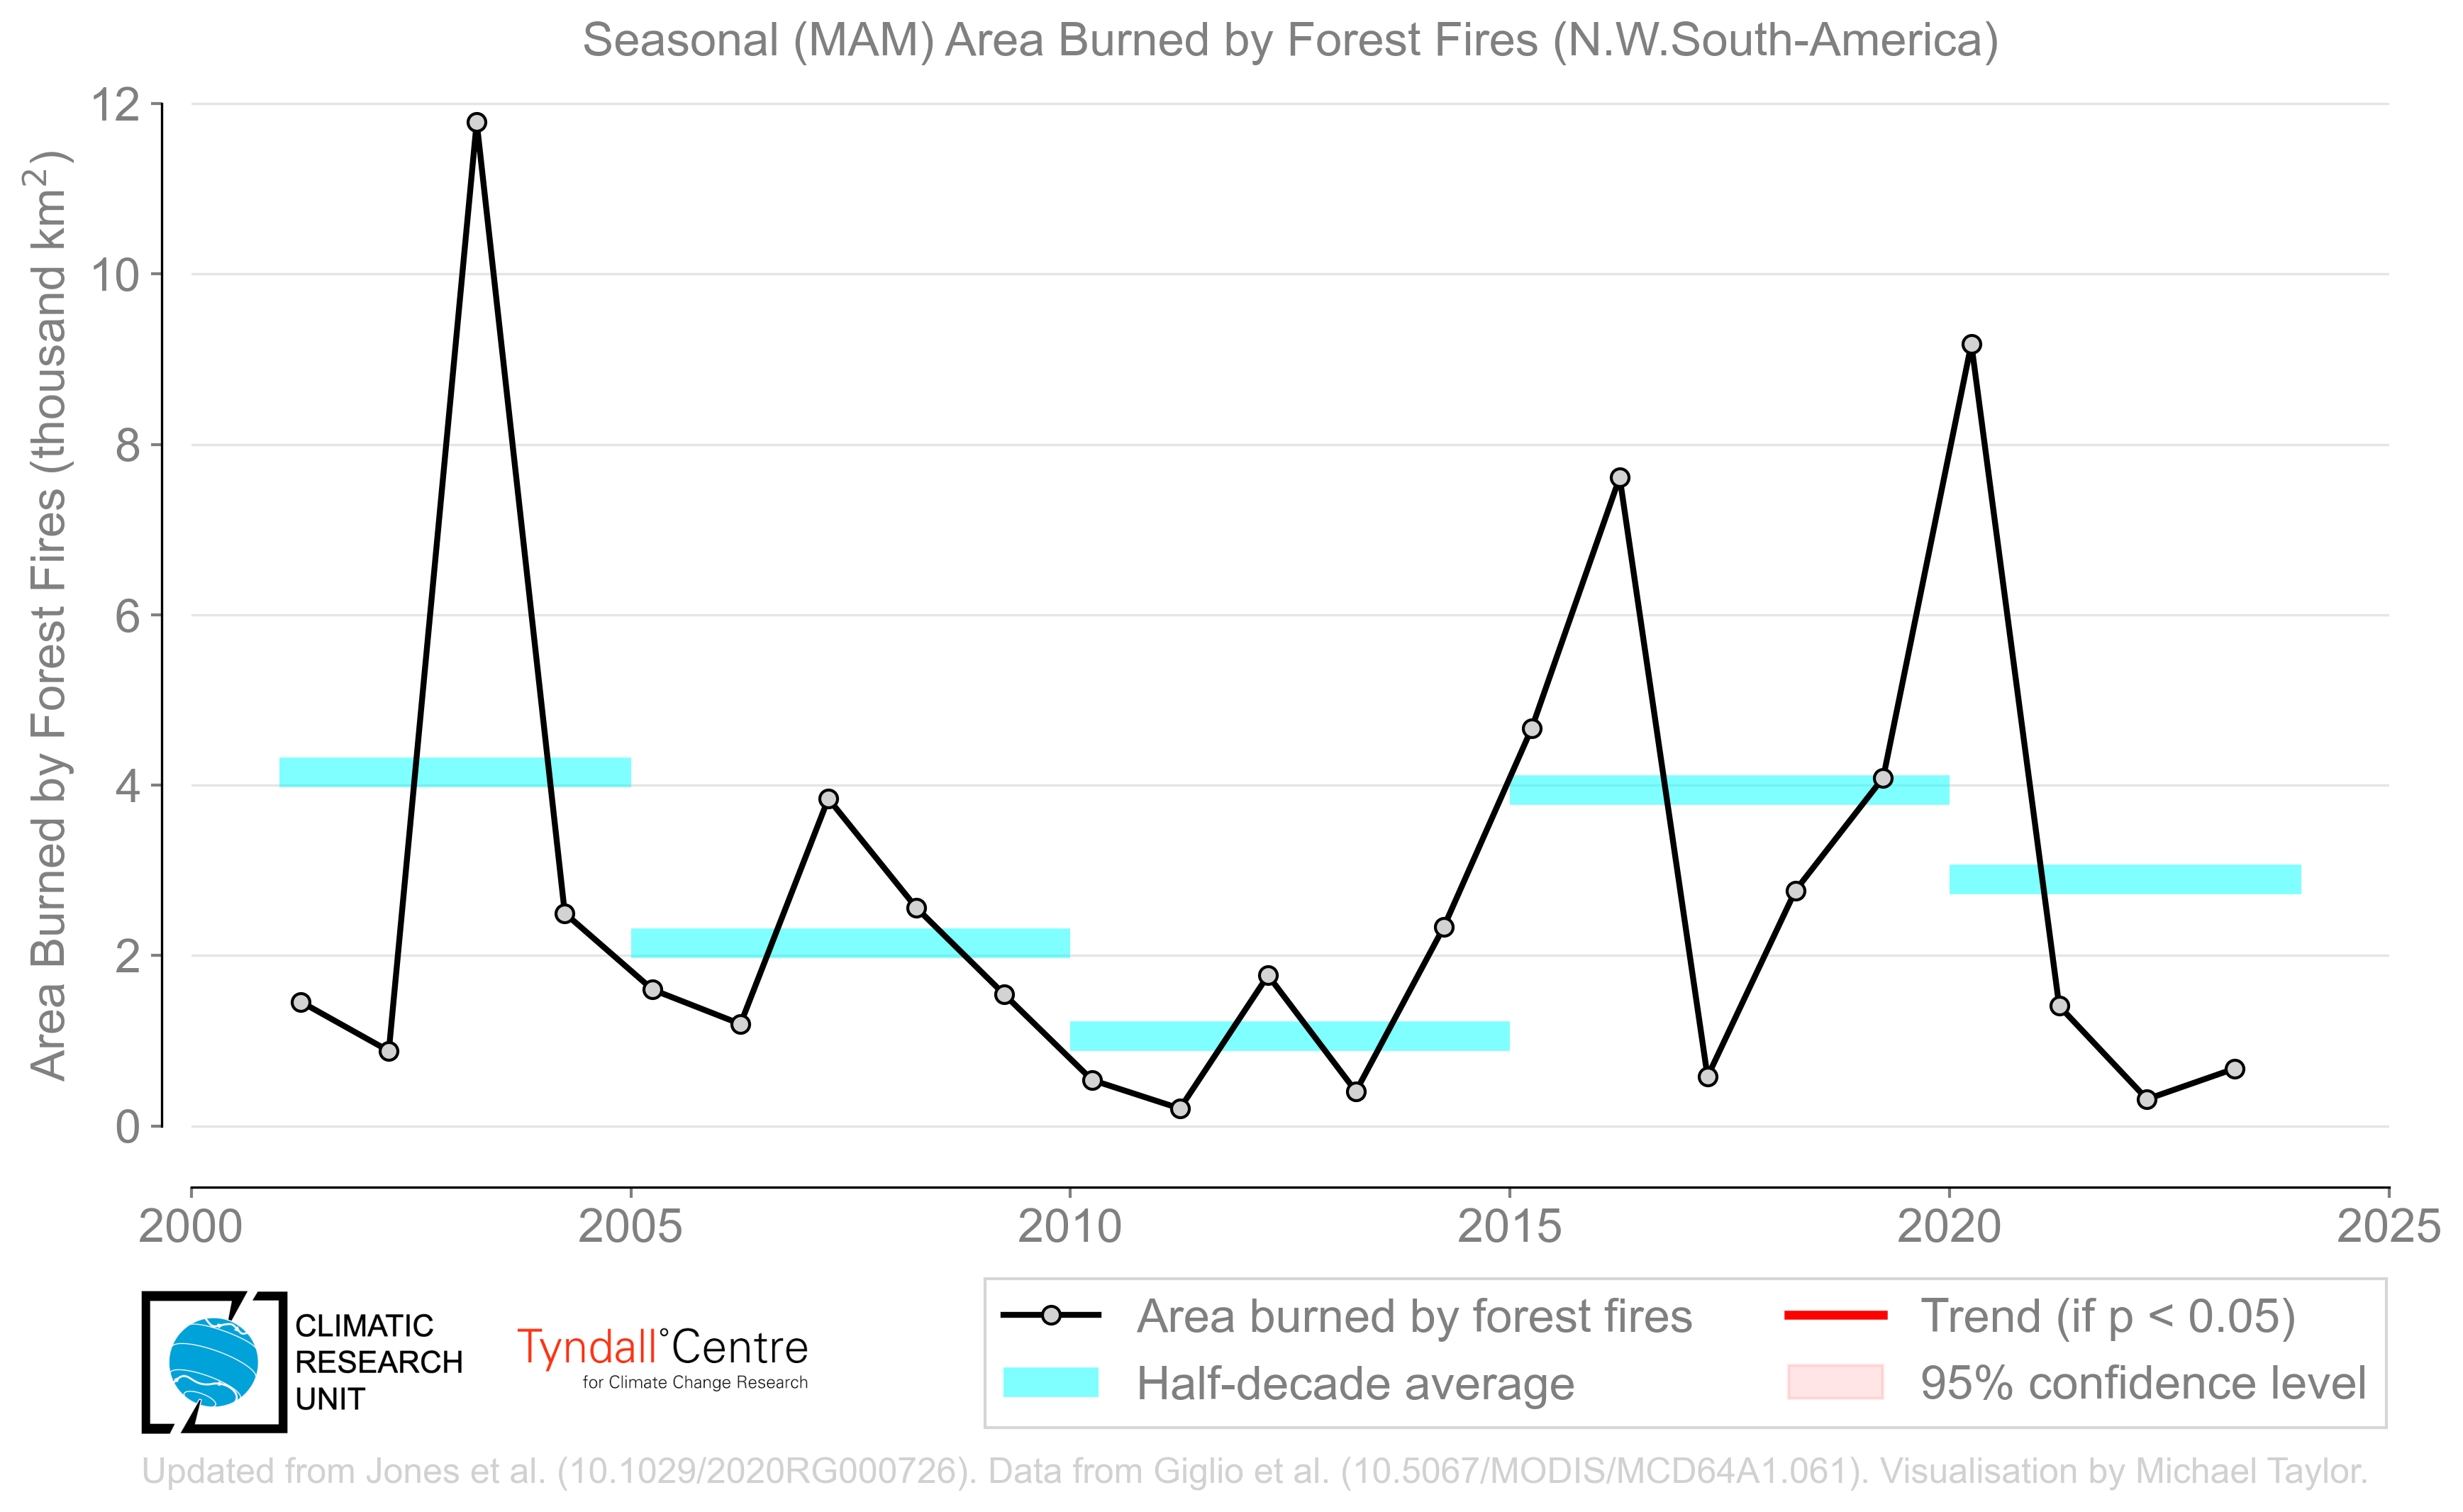 Seasonal (MAM) Area Burned by Forest Fires (N.W.South-America)
Area Burned by Forest Fires (thousand km²)
12
10
8
6
4
2
0
2000 2005 2010 2015 2020 2025
CLIMATIC
RESEARCH
UNIT
Tyndall°Centre
for Climate Change Research
Area burned by forest fires
Trend (if p < 0.05)
Half-decade average
95% confidence level
Updated from Jones et al. (10.1029/2020RG000726). Data from Giglio et al. (10.5067/MODIS/MCD64A1.061). Visualisation by Michael Taylor.